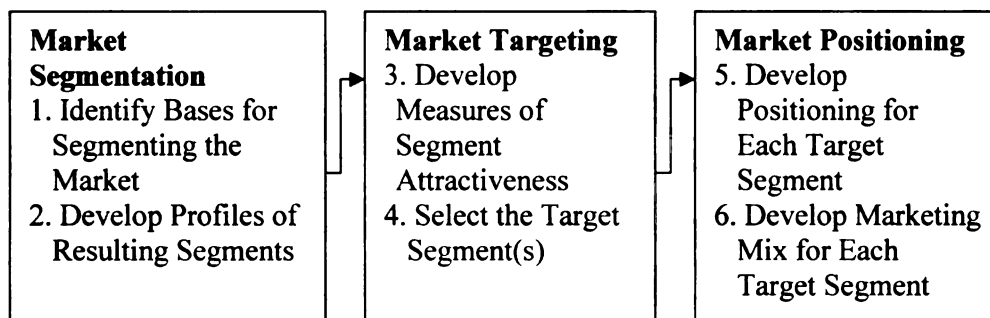 Market
Segmentation
1. Identify Bases for
Segmenting the
Market
2. Develop Profiles of
Resulting Segments
Market Targeting
3. Develop
Measures of
Segment
Attractiveness
4. Select the Target
Segment(s)
Market Positioning
5. Develop
Positioning for
Each Target
Segment
6. Develop Marketing
Mix for Each
Target Segment